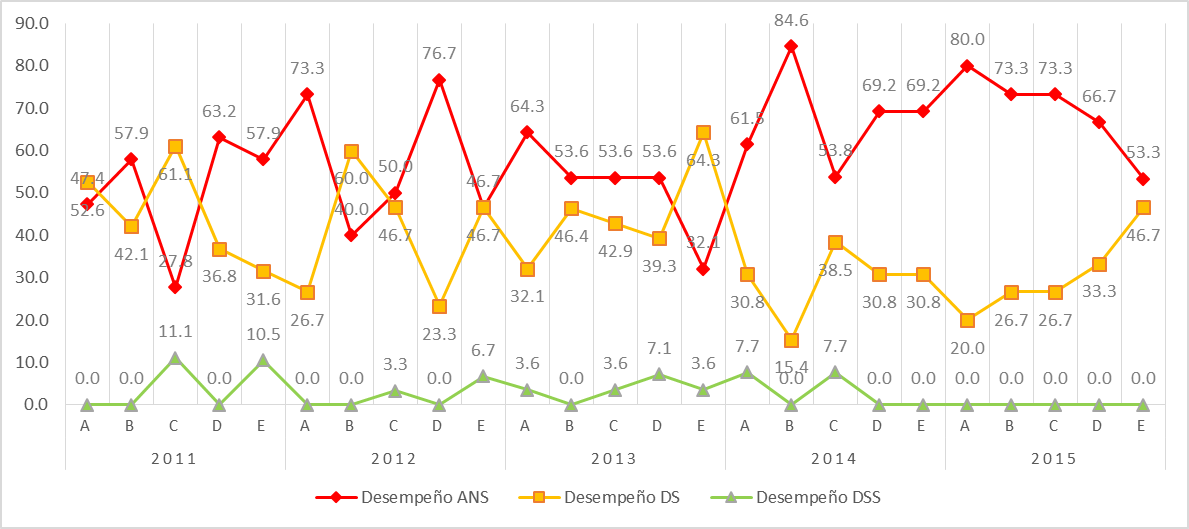 90.0
80.0
70.0
60.0
50.0
40.0
30.0
20.0
10.0
0.0
47.4 57.9 27.8 63.2 57.9 73.3 40.0 50.0 76.7 46.7 64.3 53.6 53.6 53.6 32.1 61.5 84.6 53.8 69.2 69.2 80.0 73.3 73.3 66.7 53.3
52.6 42.1 61.1 36.8 31.6 26.7 60.0 46.7 23.3 46.7 32.1 46.4 42.9 39.3 64.3 30.8 15.4 38.5 30.8 30.8 20.0 26.7 26.7 33.3 46.7
0.0 0.0 11.1 0.0 10.5 0.0 0.0 3.3 0.0 6.7 3.6 0.0 3.6 7.1 3.6 7.7 0.0 7.7 0.0 0.0 0.0 0.0 0.0 0.0 0.0
A B C D E A B C D E A B C D E A B C D E A B C D E
2011 2012 2013 2014 2015
Desempeño ANS Desempeño DS Desempeño DSS